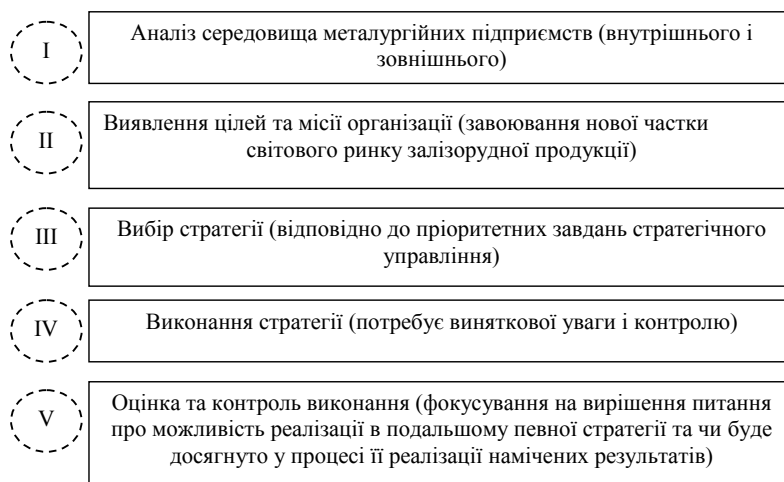 I
Аналіз середовища металургійних підприємств (внутрішнього і
зовнішнього)
II
Виявлення цілей та місії організації (завоювання нової частки
світового ринку залізорудної продукції)
III
Вибір стратегії (відповідно до пріоритетних завдань стратегічного
управління)
IV
Виконання стратегії (потребує виняткової уваги і контролю)
V
Оцінка та контроль виконання (фокусування на вирішення питання
про можливість реалізації в подальшому певної стратегії та чи буде
досягнуто у процесі її реалізації намічених результатів)